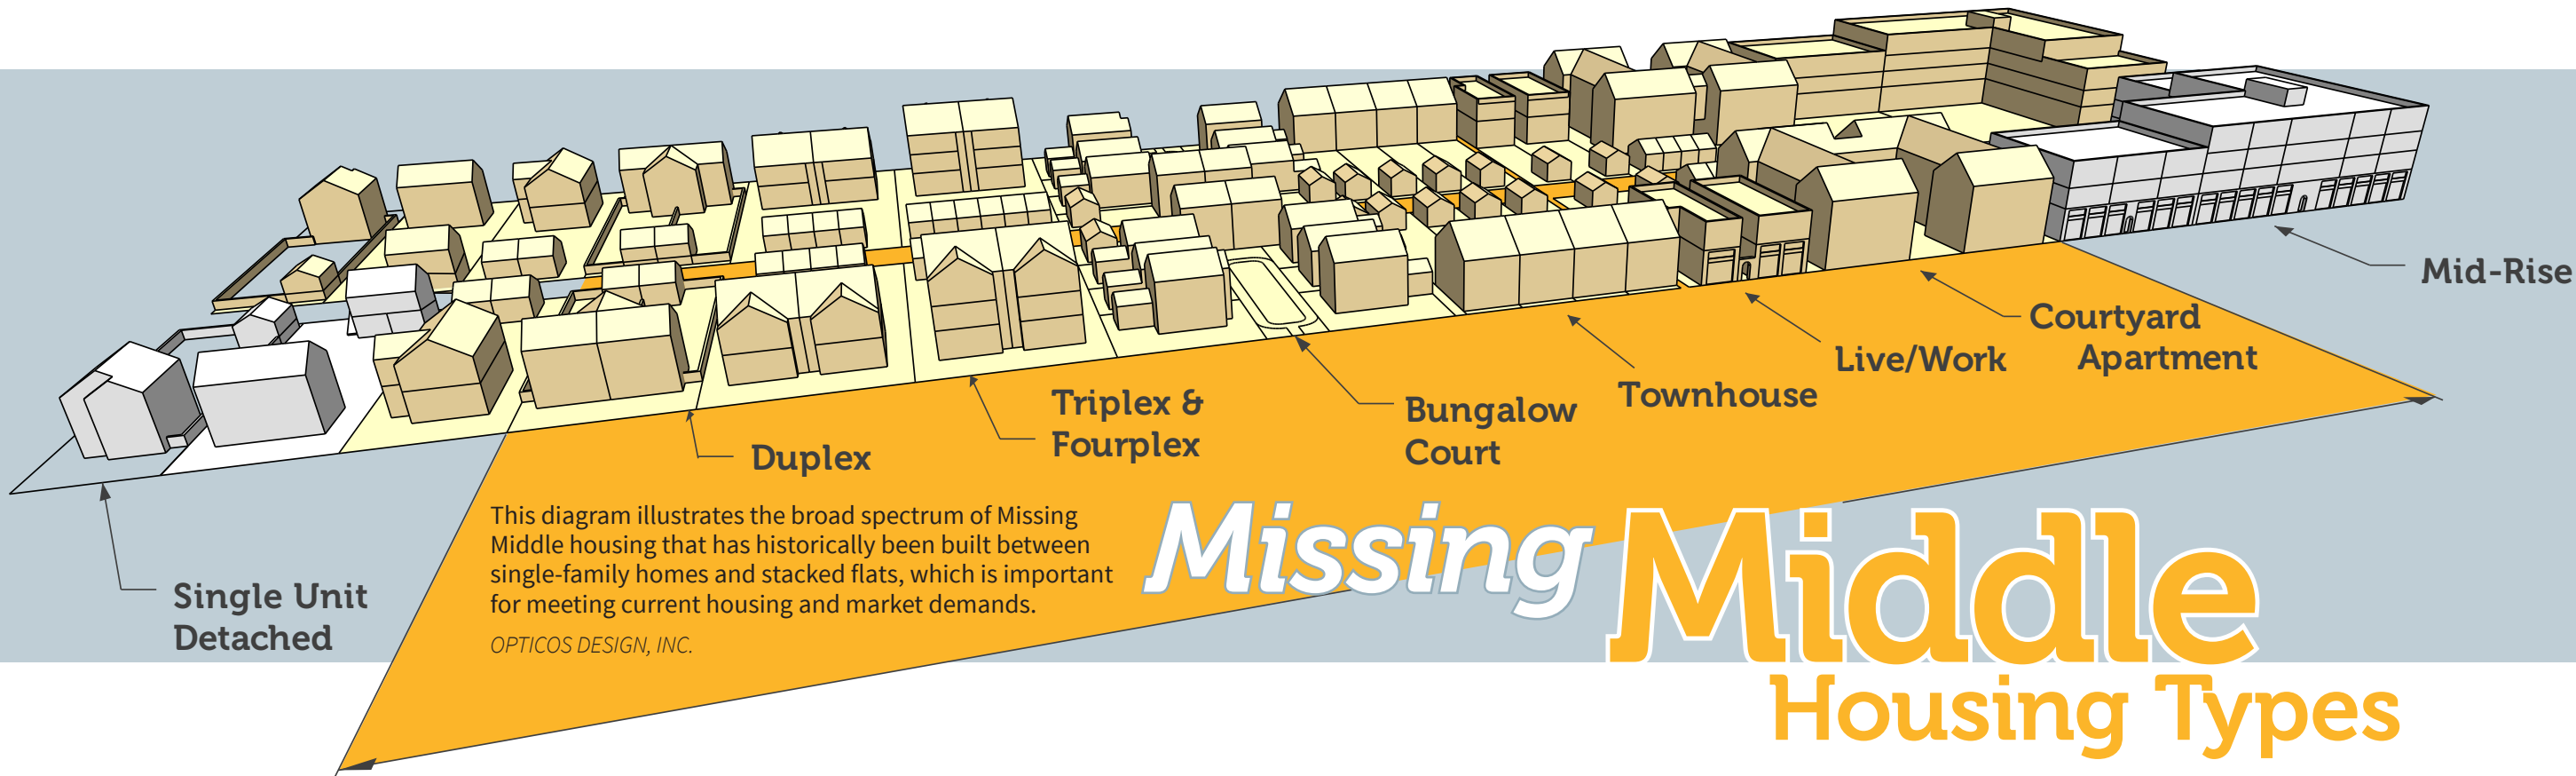 Mid-Rise
Courtyard
Apartment
Live/Work
Townhouse
Bungalow
Court
Triplex &
Fourplex
Duplex
Single Unit
Detached
This diagram illustrates the broad spectrum of Missing
Middle housing that has historically been built between
single-family homes and stacked flats, which is important
for meeting current housing and market demands.
OPTICOS DESIGN, INC.
Missing Middle
Housing Types